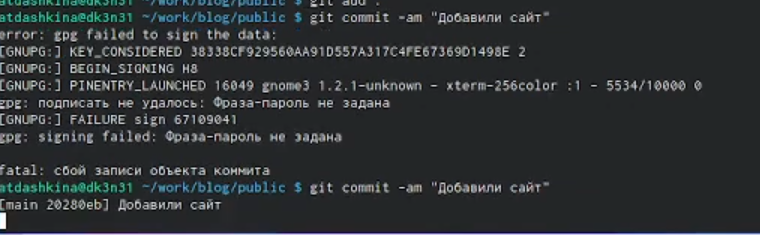 atdashkina@dk3n31 ~/work/blog/public $ git add .
atdashkina@dk3n31 ~/work/blog/public $ git commit -am "Добавили сайт"
error: gpg failed to sign the data:
[GNUPG:] KEY_CONSIDERED 38338CF929560AA91D557A317C4FE67369D1498E 2
[GNUPG:] BEGIN_SIGNING H8
[GNUPG:] PINENTRY_LAUNCHED 16049 gnome3 1.2.1-unknown - xterm-256color :1 - 5534/10000 0
gpg: подписать не удалось: Фраза-пароль не задана
[GNUPG:] FAILURE sign 67109041
gpg: signing failed: Фраза-пароль не задана
fatal: сбой записи объекта коммита
atdashkina@dk3n31 ~/work/blog/public $ git commit -am "Добавили сайт"
[main 20280eb] Добавили сайт